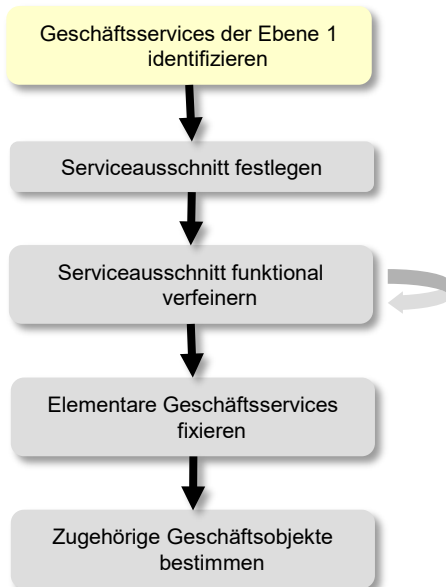 Geschäftsservices der Ebene 1
identifizieren
Serviceausschnitt festlegen
Serviceausschnitt funktional
verfeinern
Elementare Geschäftsservices
fixieren
Zugehörige Geschäftsobjekte
bestimmen